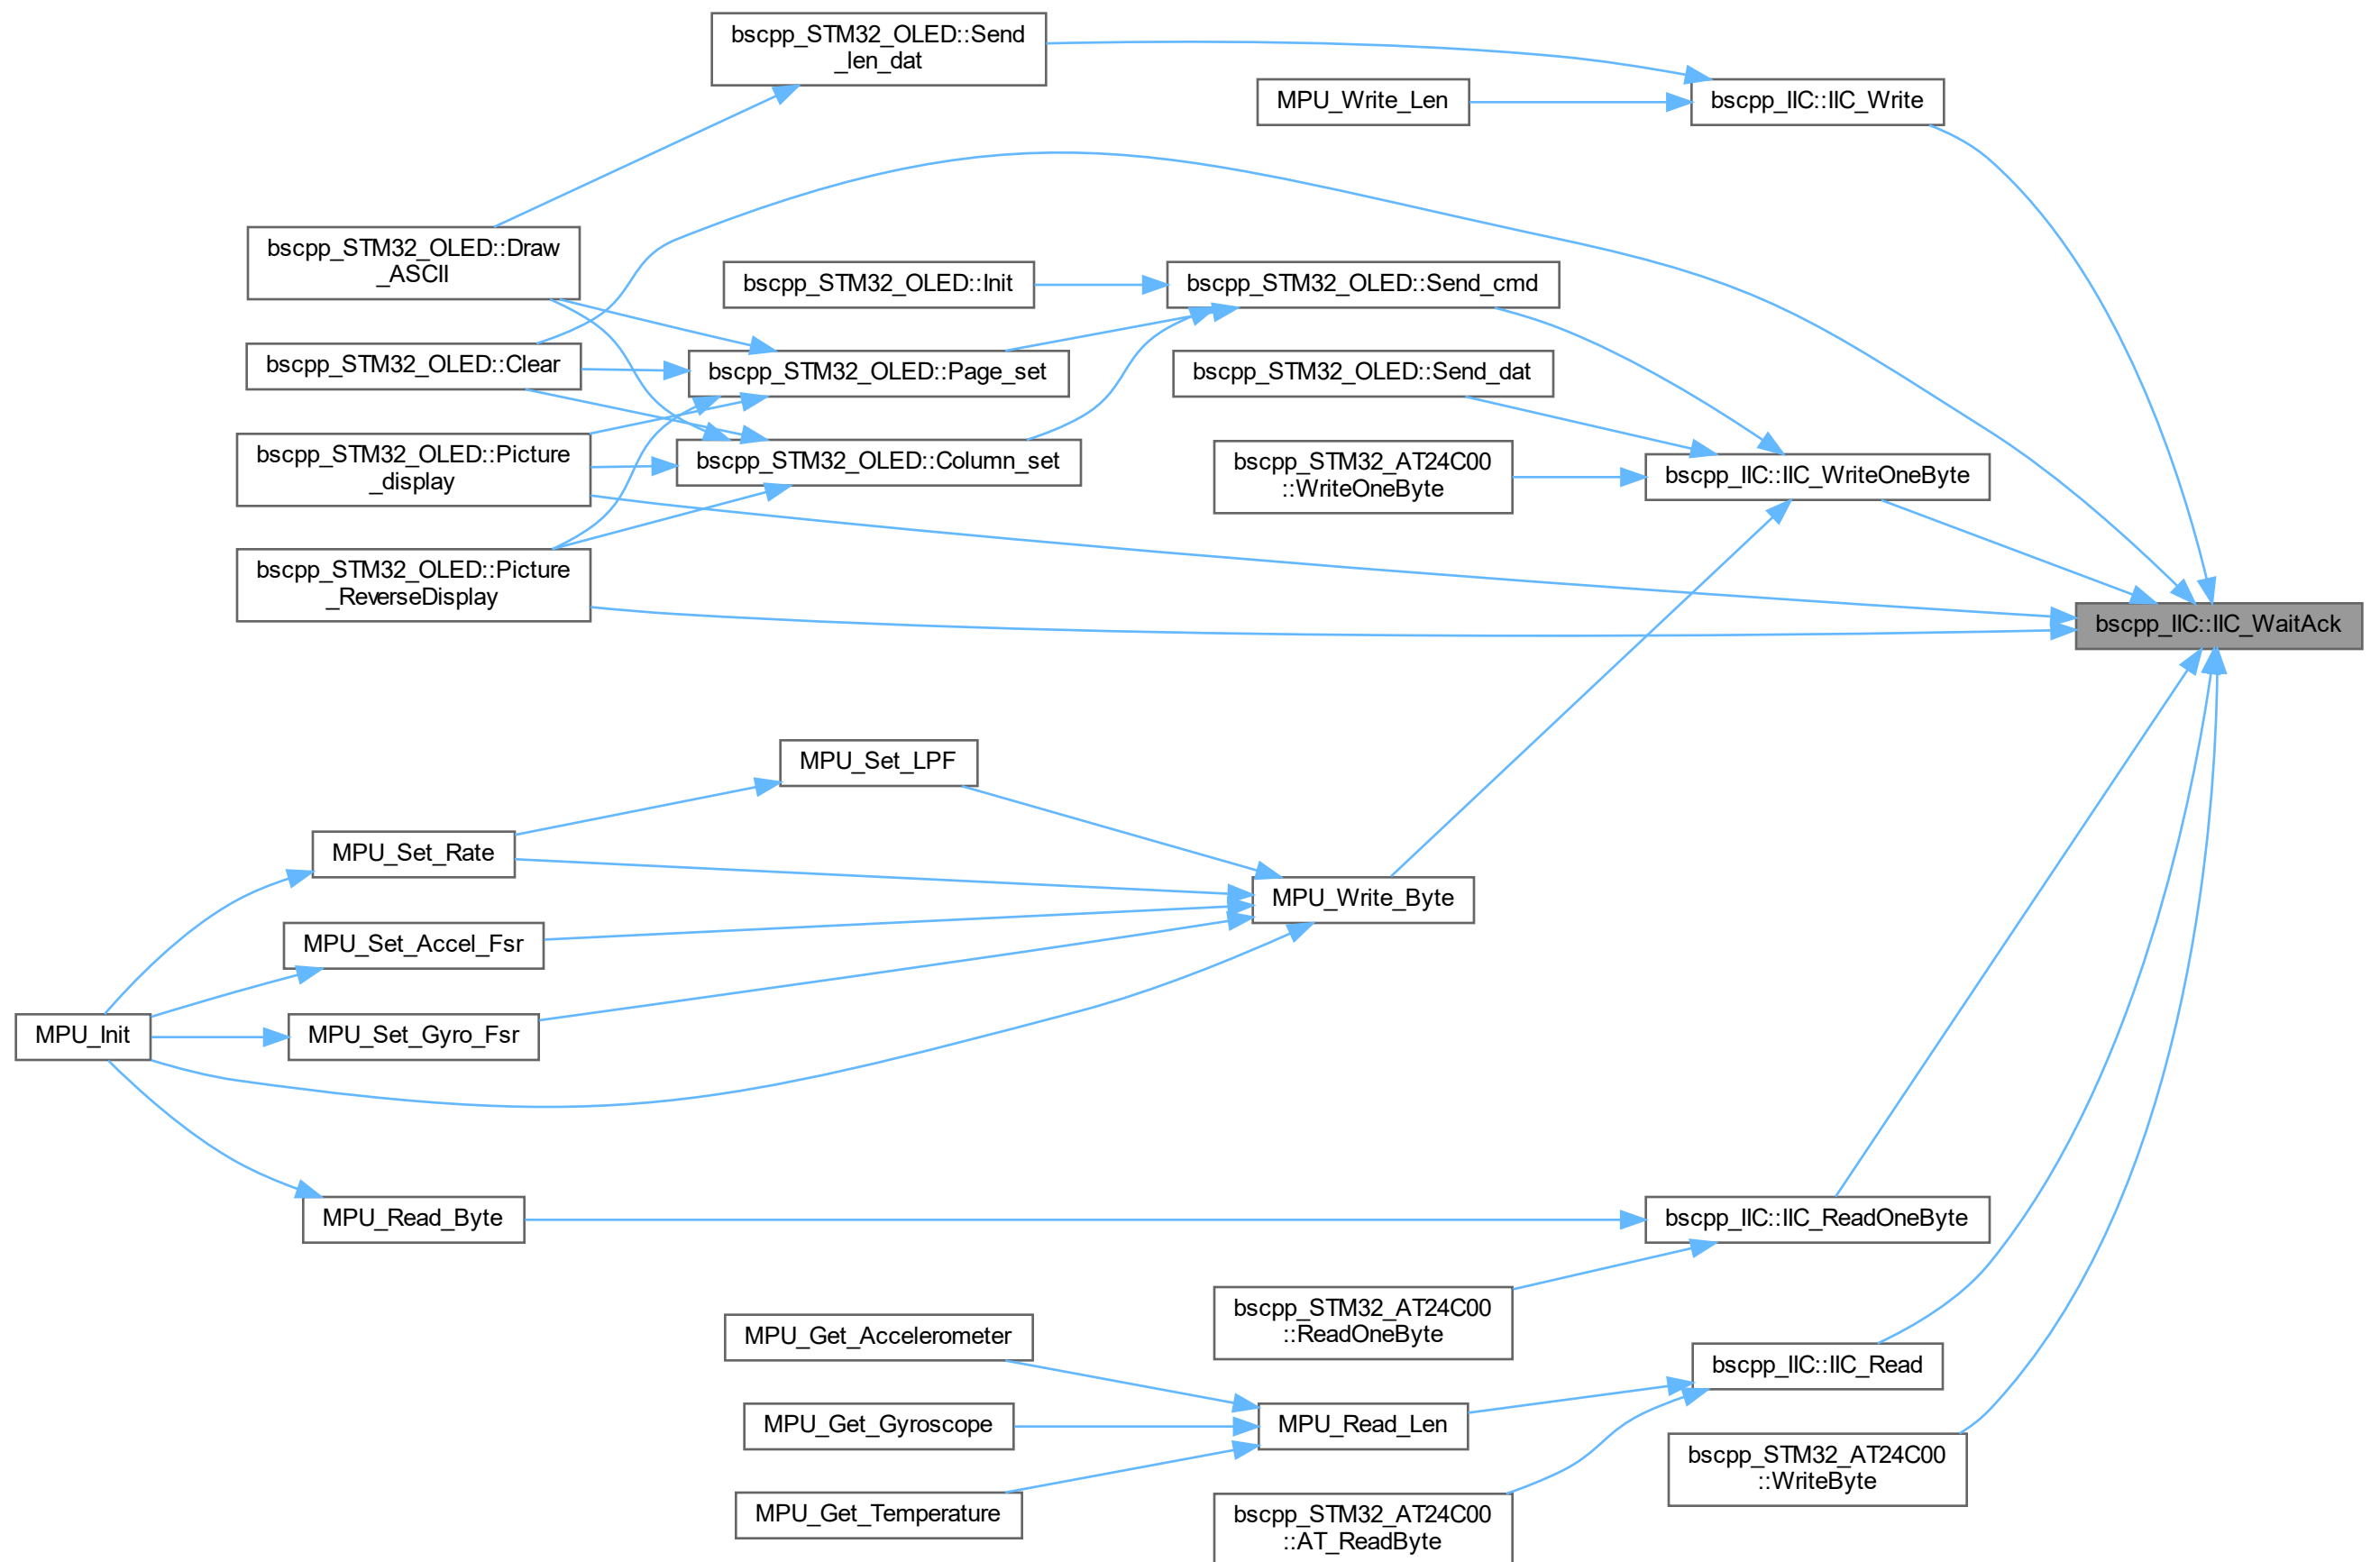 bscpp_STM32_OLED::Send
_len_dat
MPU_Write_Len
bscpp_IIC::IIC_Write
bscpp_STM32_OLED::Draw
_ASCII
bscpp_STM32_OLED::Init
bscpp_STM32_OLED::Send_cmd
bscpp_STM32_OLED::Clear
bscpp_STM32_OLED::Page_set
bscpp_STM32_OLED::Send_dat
bscpp_STM32_OLED::Picture
_display
bscpp_STM32_OLED::Column_set
bscpp_STM32_AT24C00
::WriteOneByte
bscpp_IIC::IIC_WriteOneByte
bscpp_STM32_OLED::Picture
_ReverseDisplay
bscpp_IIC::IIC_WaitAck
MPU_Set_LPF
MPU_Set_Rate
MPU_Write_Byte
MPU_Set_Accel_Fsr
MPU_Init
MPU_Set_Gyro_Fsr
MPU_Read_Byte
bscpp_IIC::IIC_ReadOneByte
bscpp_STM32_AT24C00
::ReadOneByte
MPU_Get_Accelerometer
bscpp_IIC::IIC_Read
MPU_Get_Gyroscope
MPU_Read_Len
bscpp_STM32_AT24C00
::WriteByte
MPU_Get_Temperature
bscpp_STM32_AT24C00
::AT_ReadByte